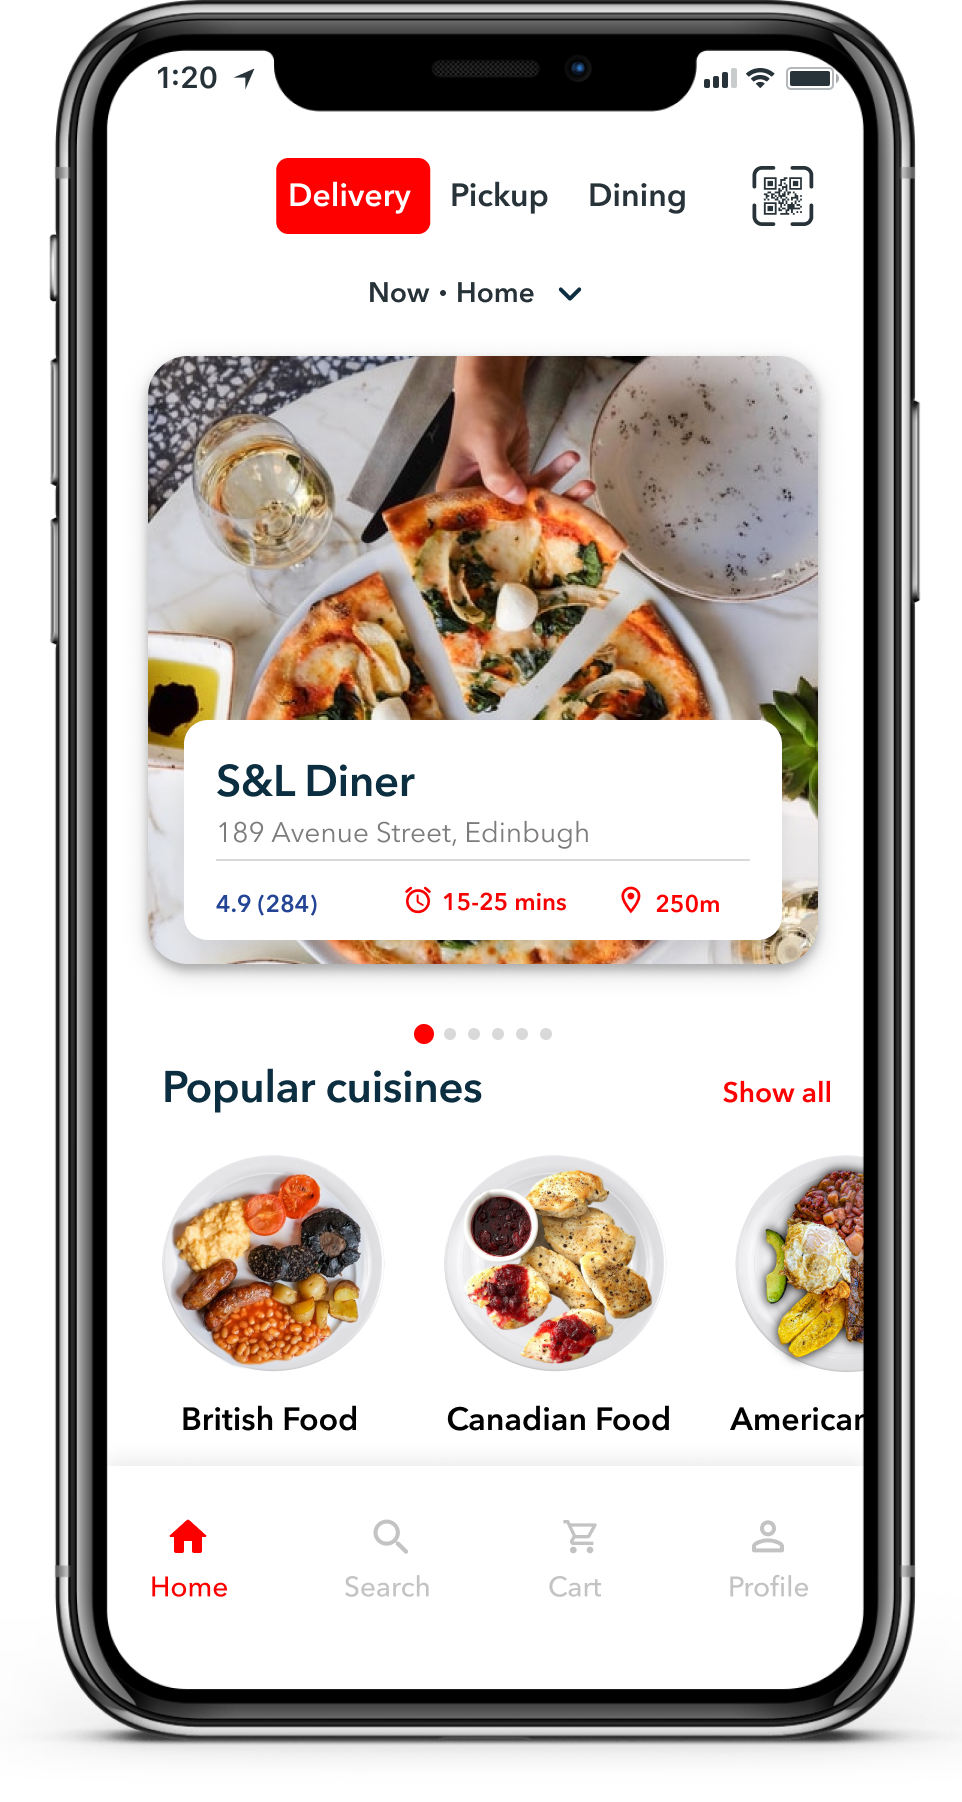 1:20
Delivery Pickup Dining
Now • Home
S&L Diner
189 Avenue Street, Edinbugh
4.9 (284) 15-25 mins 250m
Popular cuisines Show all
British Food Canadian Food American
Home Search Cart Profile